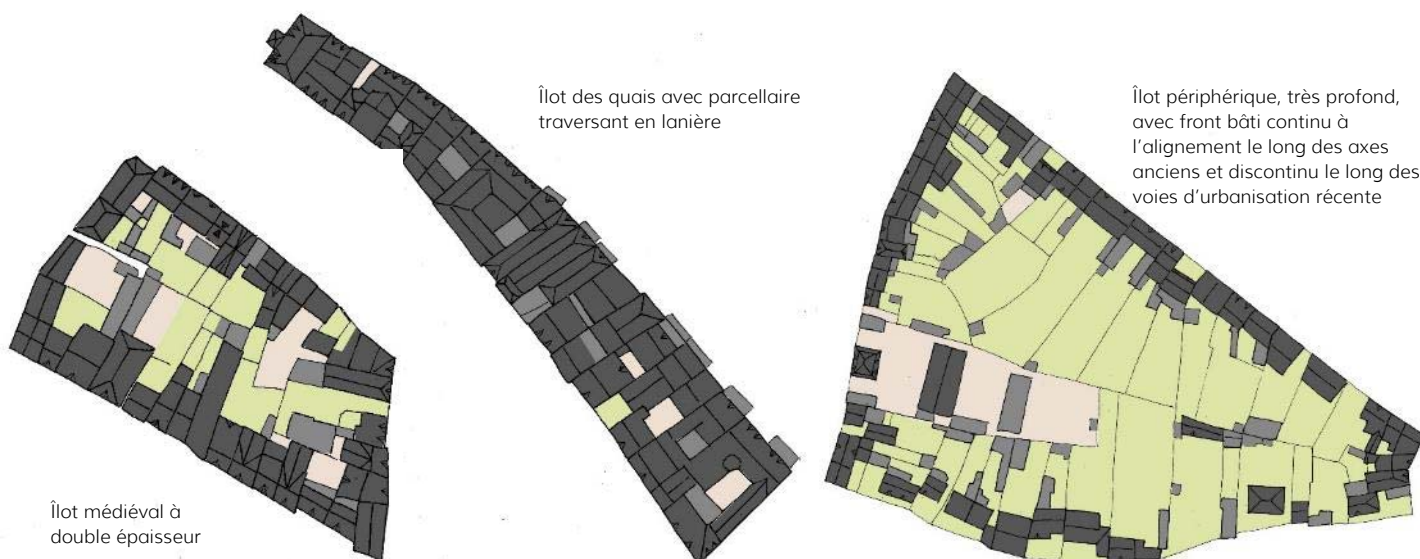 Îlot des quais avec parcellaire
traversant en lanière
Îlot périphérique, très profond,
avec front bâti continu à
l'alignement le long des axes
anciens et discontinu le long des
voies d'urbanisation récente
Îlot médiéval à
double épaisseur